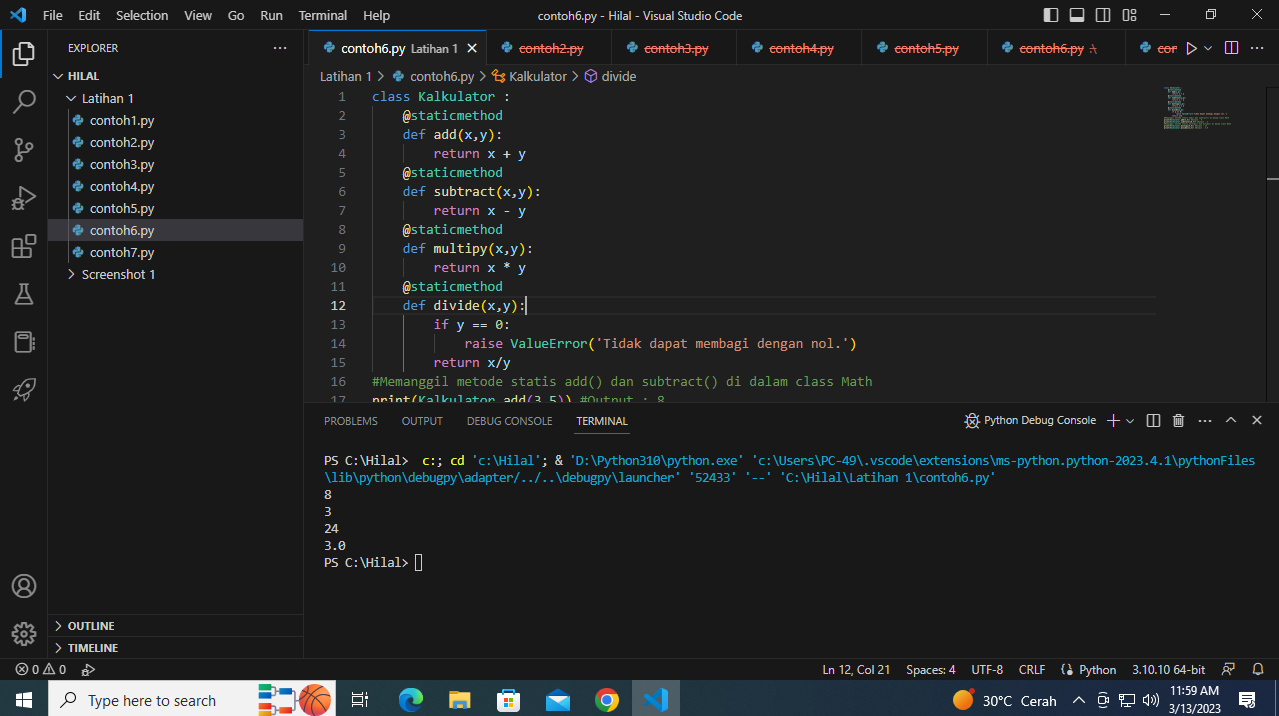 File Edit Selection View Go Run Terminal Help contoh6.py - Hilal - Visual Studio Code
EXPLORER
HILAL
Latihan 1
contoh1.py
contoh2.py
contoh3.py
contoh4.py
contoh5.py
contoh6.py
contoh7.py
Screenshot 1
OUTLINE
TIMELINE
contoh6.py Latihan 1 contoh2.py contoh3.py contoh4.py contoh5.py contoh6.py cor
Latihan 1 > contoh6.py > Kalkulator > divide
1 class Kalkulator :
2 @staticmethod
3 def add(x,y):
4 return x + y
5 @staticmethod
6 def subtract(x,y):
7 return x - y
8 @staticmethod
9 def multipy(x,y):
10 return x * y
11 @staticmethod
12 def divide(x,y):
13 if y == 0:
14 raise ValueError('Tidak dapat membagi dengan nol.')
15 return x/y
16 #Memanggil metode statis add() dan subtract() di dalam class Math
17 print(Kalkulator.add(3,5)) #Output : 8
PROBLEMS OUTPUT DEBUG CONSOLE TERMINAL Python Debug Console
PS C:\Hilal> c:; cd 'c:\Hilal'; & 'D:\Python310\python.exe' 'c:\Users\PC-49\.vscode\extensions\ms-python.python-2023.4.1\pythonFiles
\lib\python\debugpy\adapter/../..\debugpy\launcher' '52433' '--' 'C:\Hilal\Latihan 1\contoh6.py'
8
3
24
3.0
PS C:\Hilal>
0 0 Ln 12, Col 21 Spaces: 4 UTF-8 CRLF Python 3.10.10 64-bit
Type here to search 30°C Cerah 11:59 AM
3/13/2023